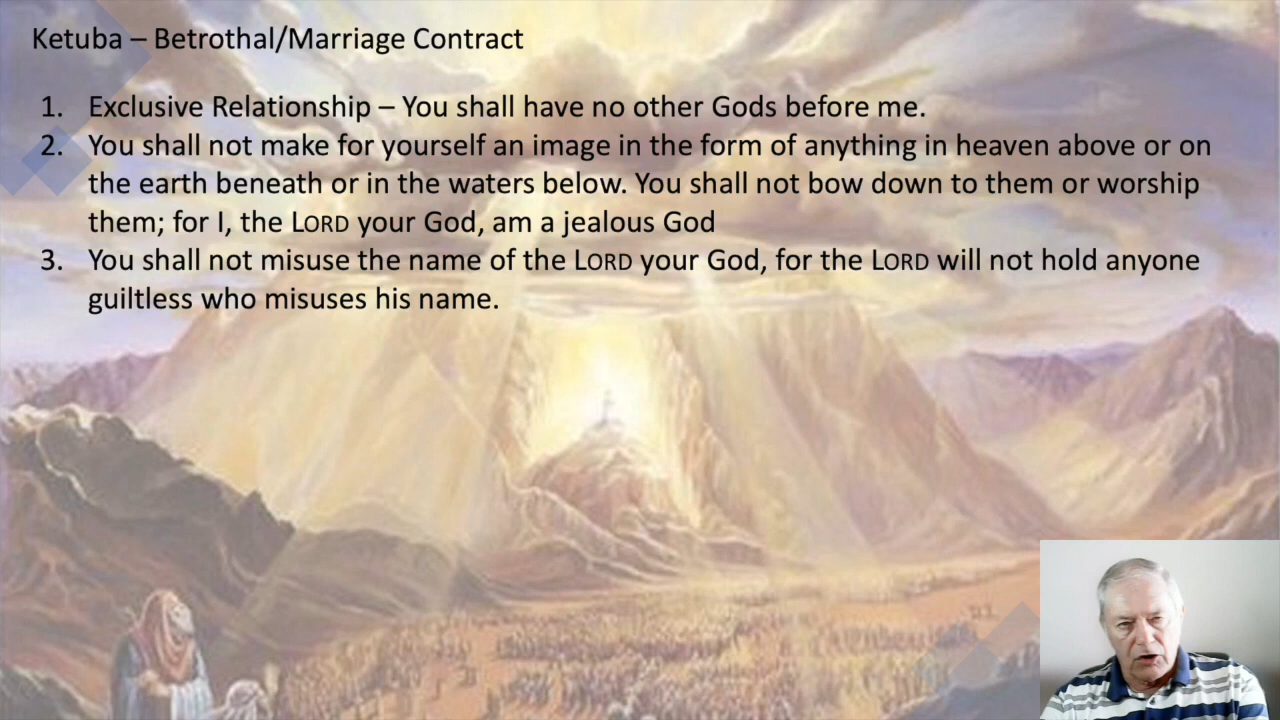 Ketuba – Betrothal/Marriage Contract
1. Exclusive Relationship – You shall have no other Gods before me.
2. You shall not make for yourself an image in the form of anything in heaven above or on
the earth beneath or in the waters below. You shall not bow down to them or worship
them; for I, the LORD your God, am a jealous God
3. You shall not misuse the name of the LORD your God, for the LORD will not hold anyone
guiltless who misuses his name.